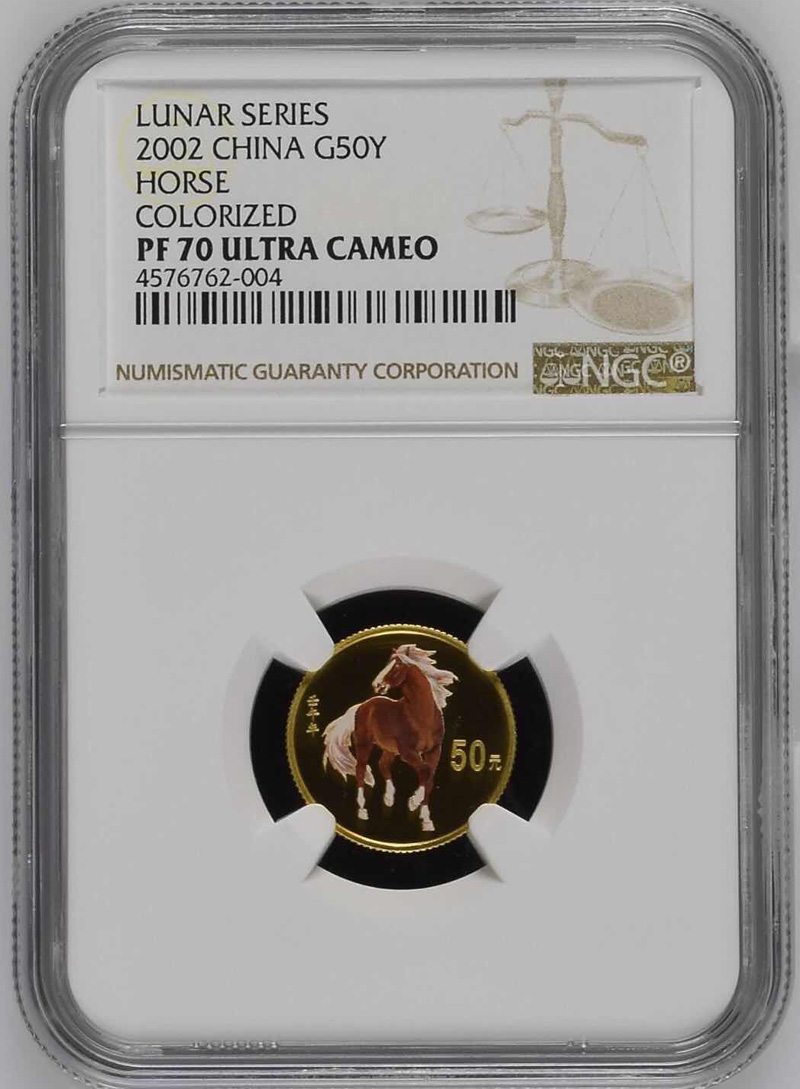 LUNAR SERIES
2002 CHINA G50Y
HORSE
COLORIZED
PF 70 ULTRA CAMEO
4576762-004
NUMISMATIC GUARANTY CORPORATION
NGC®
壬午年
50元